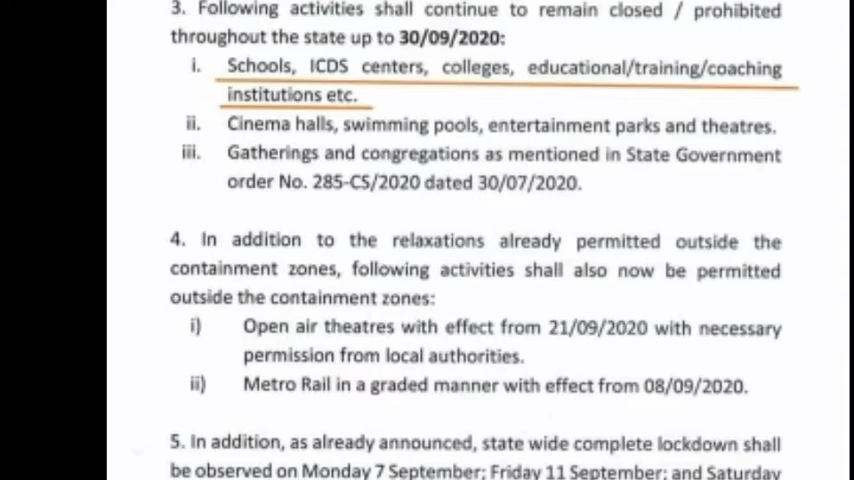 3. Following activities shall continue to remain closed / prohibited
throughout the state up to 30/09/2020:
i. Schools, ICDS centers, colleges, educational/training/coaching
institutions etc.
ii. Cinema halls, swimming pools, entertainment parks and theatres.
iii. Gatherings and congregations as mentioned in State Government
order No. 285-CS/2020 dated 30/07/2020.
4. In addition to the relaxations already permitted outside the
containment zones, following activities shall also now be permitted
outside the containment zones:
i) Open air theatres with effect from 21/09/2020 with necessary
permission from local authorities.
ii) Metro Rail in a graded manner with effect from 08/09/2020.
5. In addition, as already announced, state wide complete lockdown shall
be observed on Monday 7 September; Friday 11 September; and Saturday